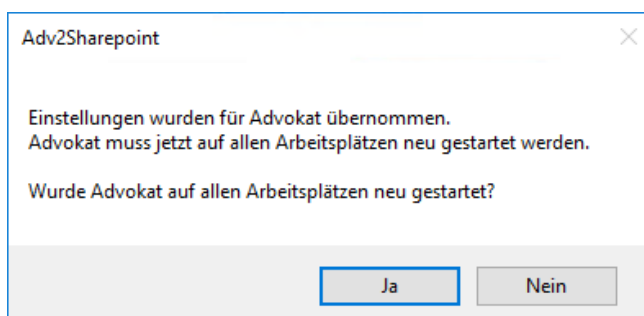 Adv2Sharepoint
Einstellungen wurden für Advokat übernommen.
Advokat muss jetzt auf allen Arbeitsplätzen neu gestartet werden.
Wurde Advokat auf allen Arbeitsplätzen neu gestartet?
Ja
Nein